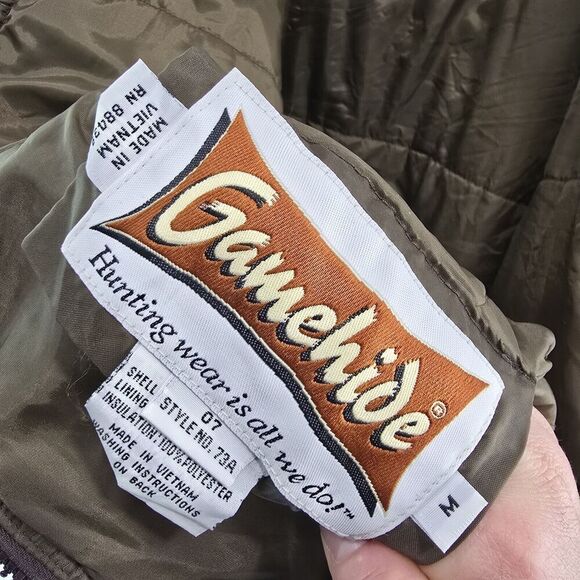 MADE IN
VIETNAM
RN 8843
Gamehide®
Hunting wear is all we do!™
M
07
STYLE NO. 73A
SHELL
LINING
INSULATION: 100% POLYESTER
MADE IN VIETNAM
WASHING INSTRUCTIONS
ON BACK